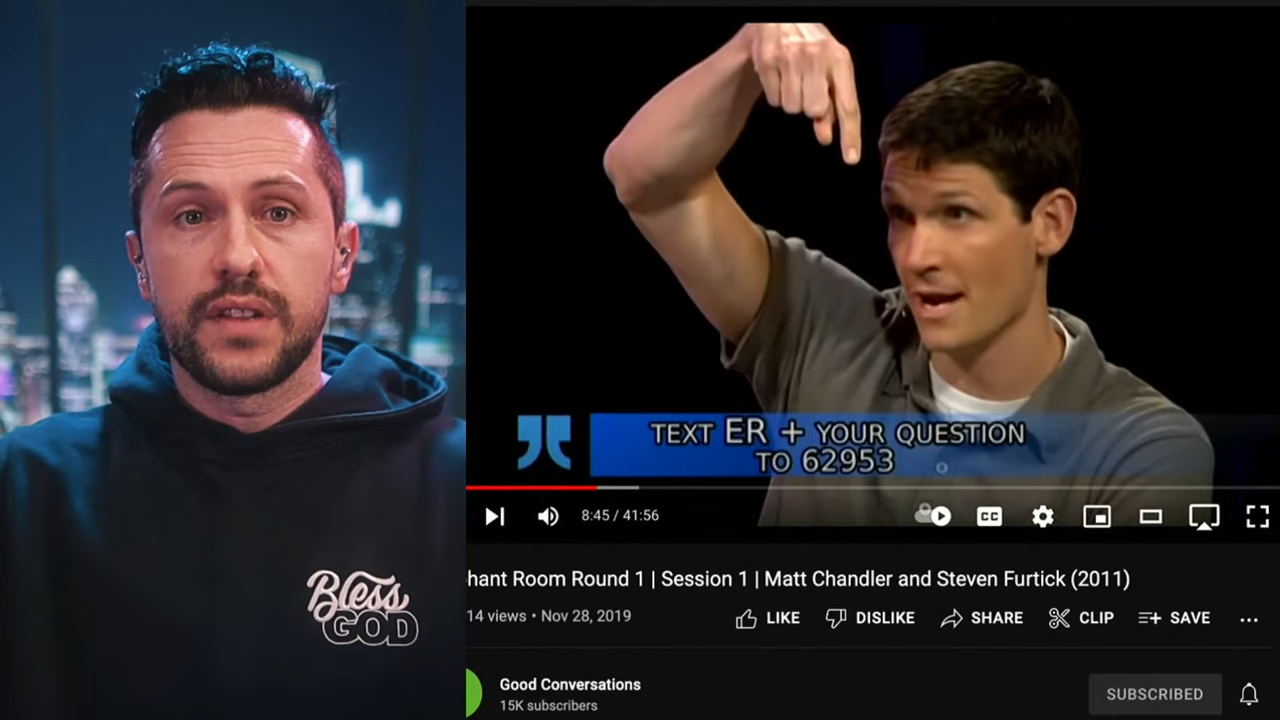 Bless
GOD
TEXT ER + YOUR QUESTION
TO 62953
8:45 / 41:56
CC
hant Room Round 1 | Session 1 | Matt Chandler and Steven Furtick (2011)
14 views • Nov 28, 2019
LIKE
DISLIKE
SHARE
CLIP
SAVE
Good Conversations
15K subscribers
SUBSCRIBED